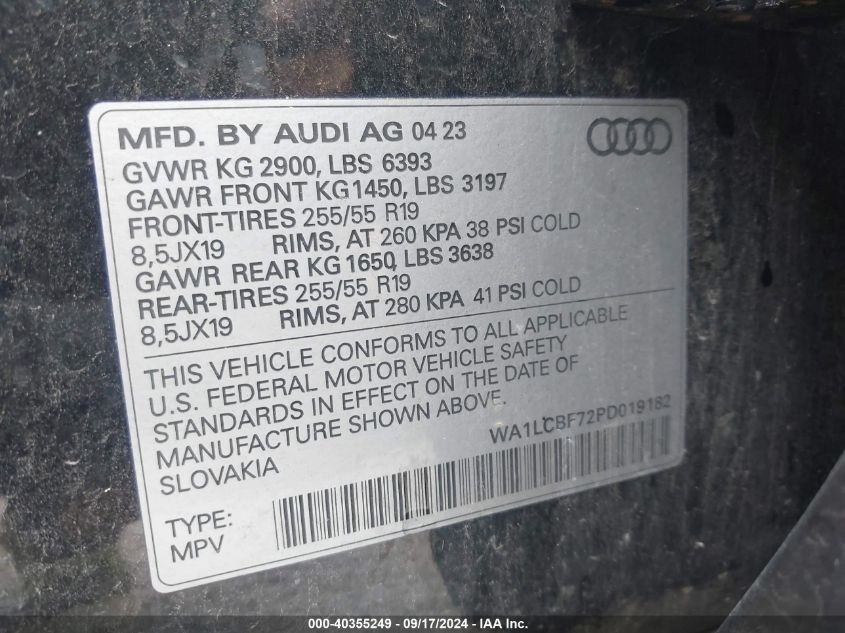 MFD. BY AUDI AG 04 23
GVWR KG 2900, LBS 6393
GAWR FRONT KG 1450, LBS 3197
FRONT-TIRES 255/55 R19
8,5JX19 RIMS, AT 260 KPA 38 PSI COLD
GAWR REAR KG 1650, LBS 3638
REAR-TIRES 255/55 R19
8,5JX19 RIMS, AT 280 KPA 41 PSI COLD
THIS VEHICLE CONFORMS TO ALL APPLICABLE
U.S. FEDERAL MOTOR VEHICLE SAFETY
STANDARDS IN EFFECT ON THE DATE OF
MANUFACTURE SHOWN ABOVE.
WA1LCBF72PD019182
SLOVAKIA
TYPE:
MPV
000-40355249 - 09/17/2024 - IAA Inc.